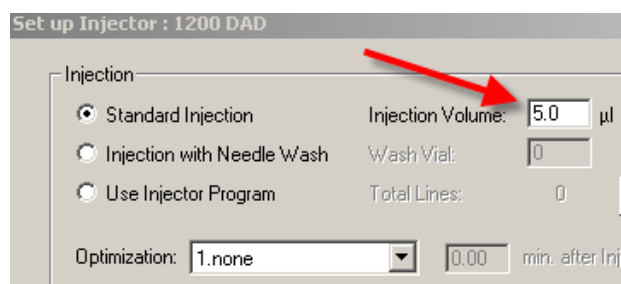 Set up Injector : 1200 DAD
Injection
Standard Injection Injection Volume: 5.0 µl
Injection with Needle Wash Wash Vial: 0
Use Injector Program Total Lines: 0
Optimization: 1.none 0.00 min. after Inj